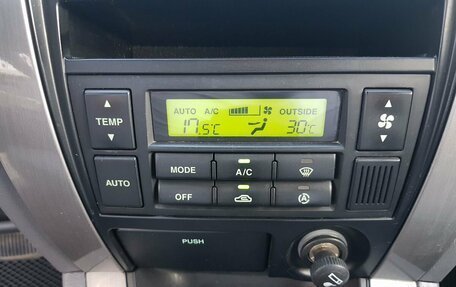 AUTO A/C OUTSIDE
17.5°C 30°C
TEMP
AUTO
MODE A/C
OFF
PUSH